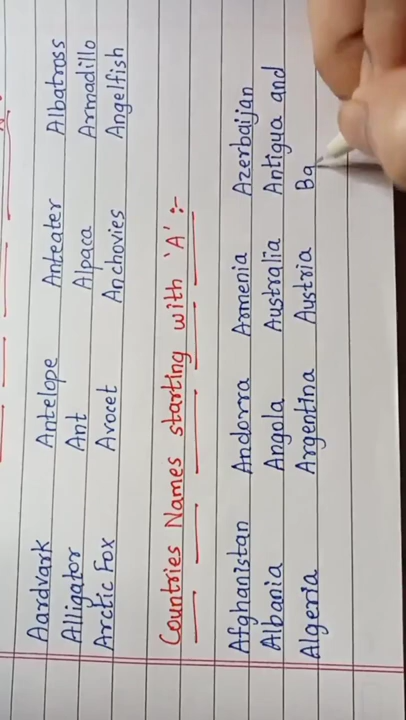 Aardvark Antelope Anteater Albatross
Alligator Ant Alpaca Armadillo
Arctic Fox Avocet Anchovies Angelfish
Countries Names starting with 'A' :-
Afghanistan Andorra Armenia Azerbaijan
Albania Angola Australia Antigua and
Algeria Argentina Austria Ba